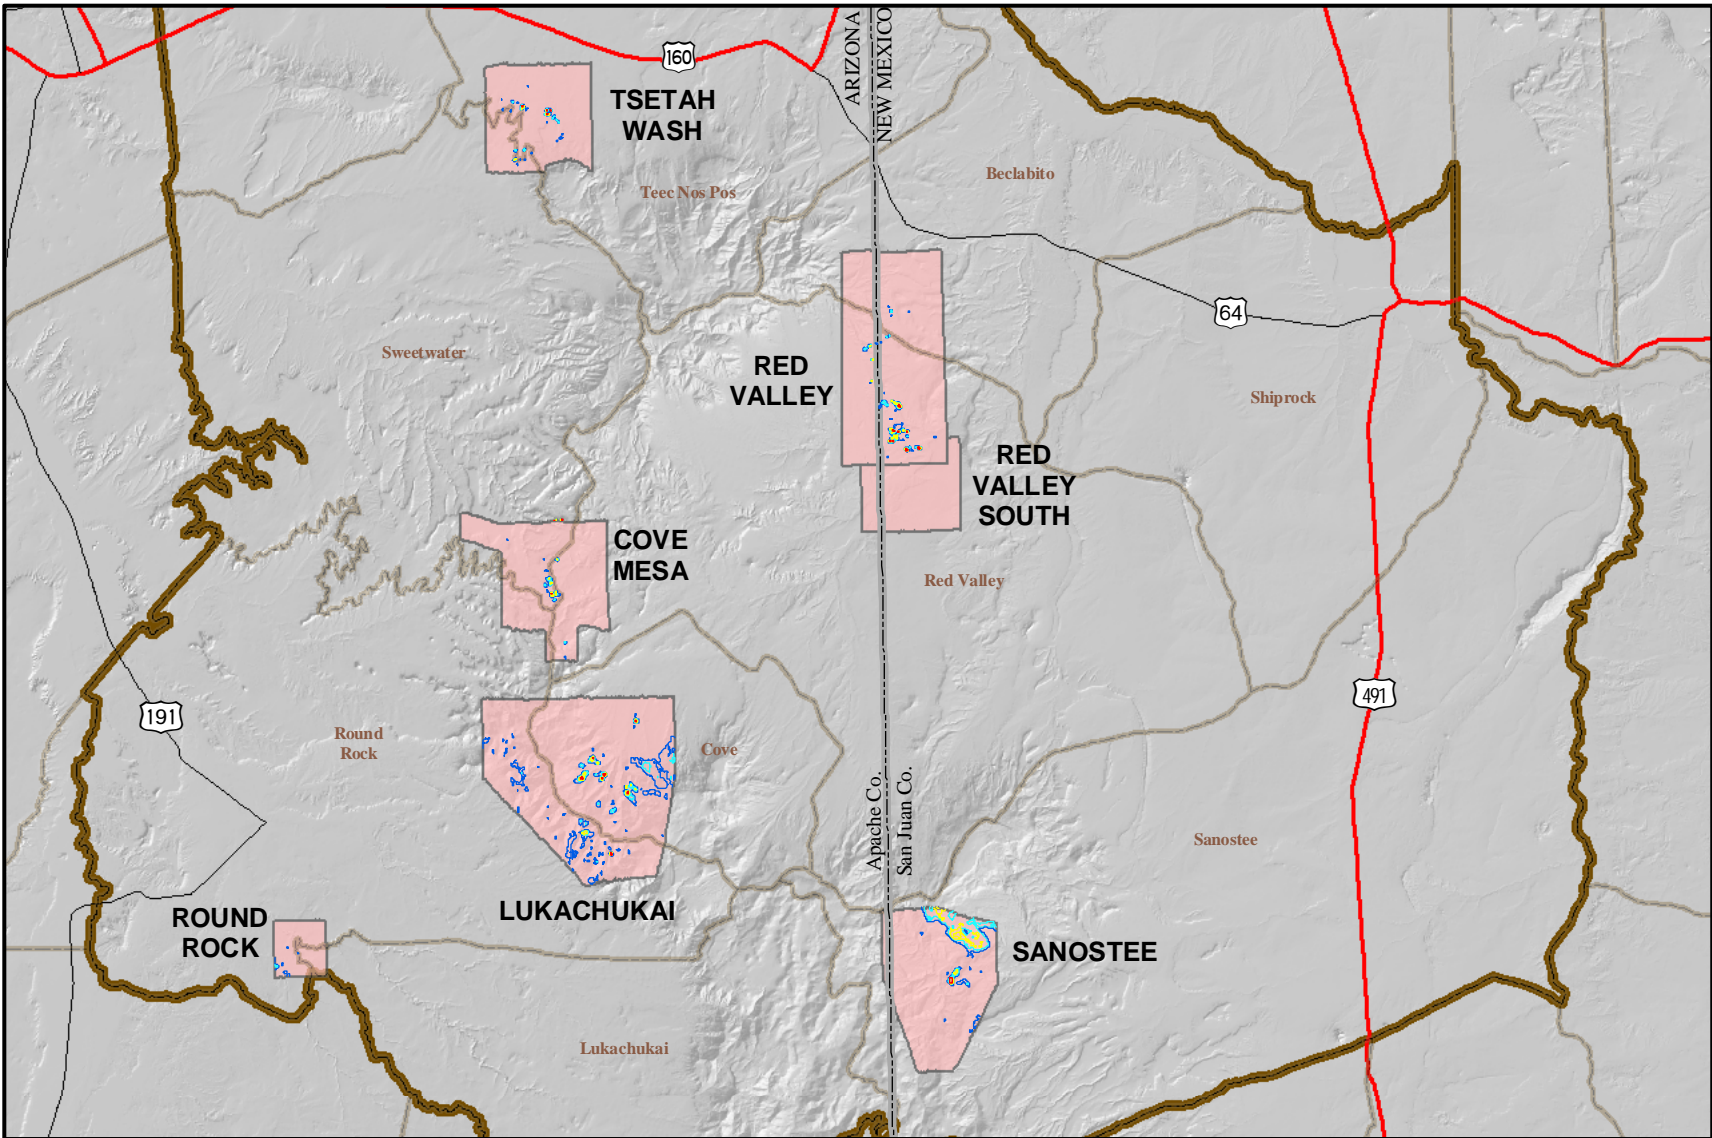 160
ARIZONA
NEW MEXICO
TSETAH
WASH
Teec Nos Pos
Beclabito
64
Sweetwater
RED
VALLEY
Shiprock
RED
VALLEY
SOUTH
COVE
MESA
Red Valley
191
491
Round
Rock
Cove
Apache Co.
San Juan Co.
Sanostee
LUKACHUKAI
ROUND
ROCK
SANOSTEE
Lukachukai